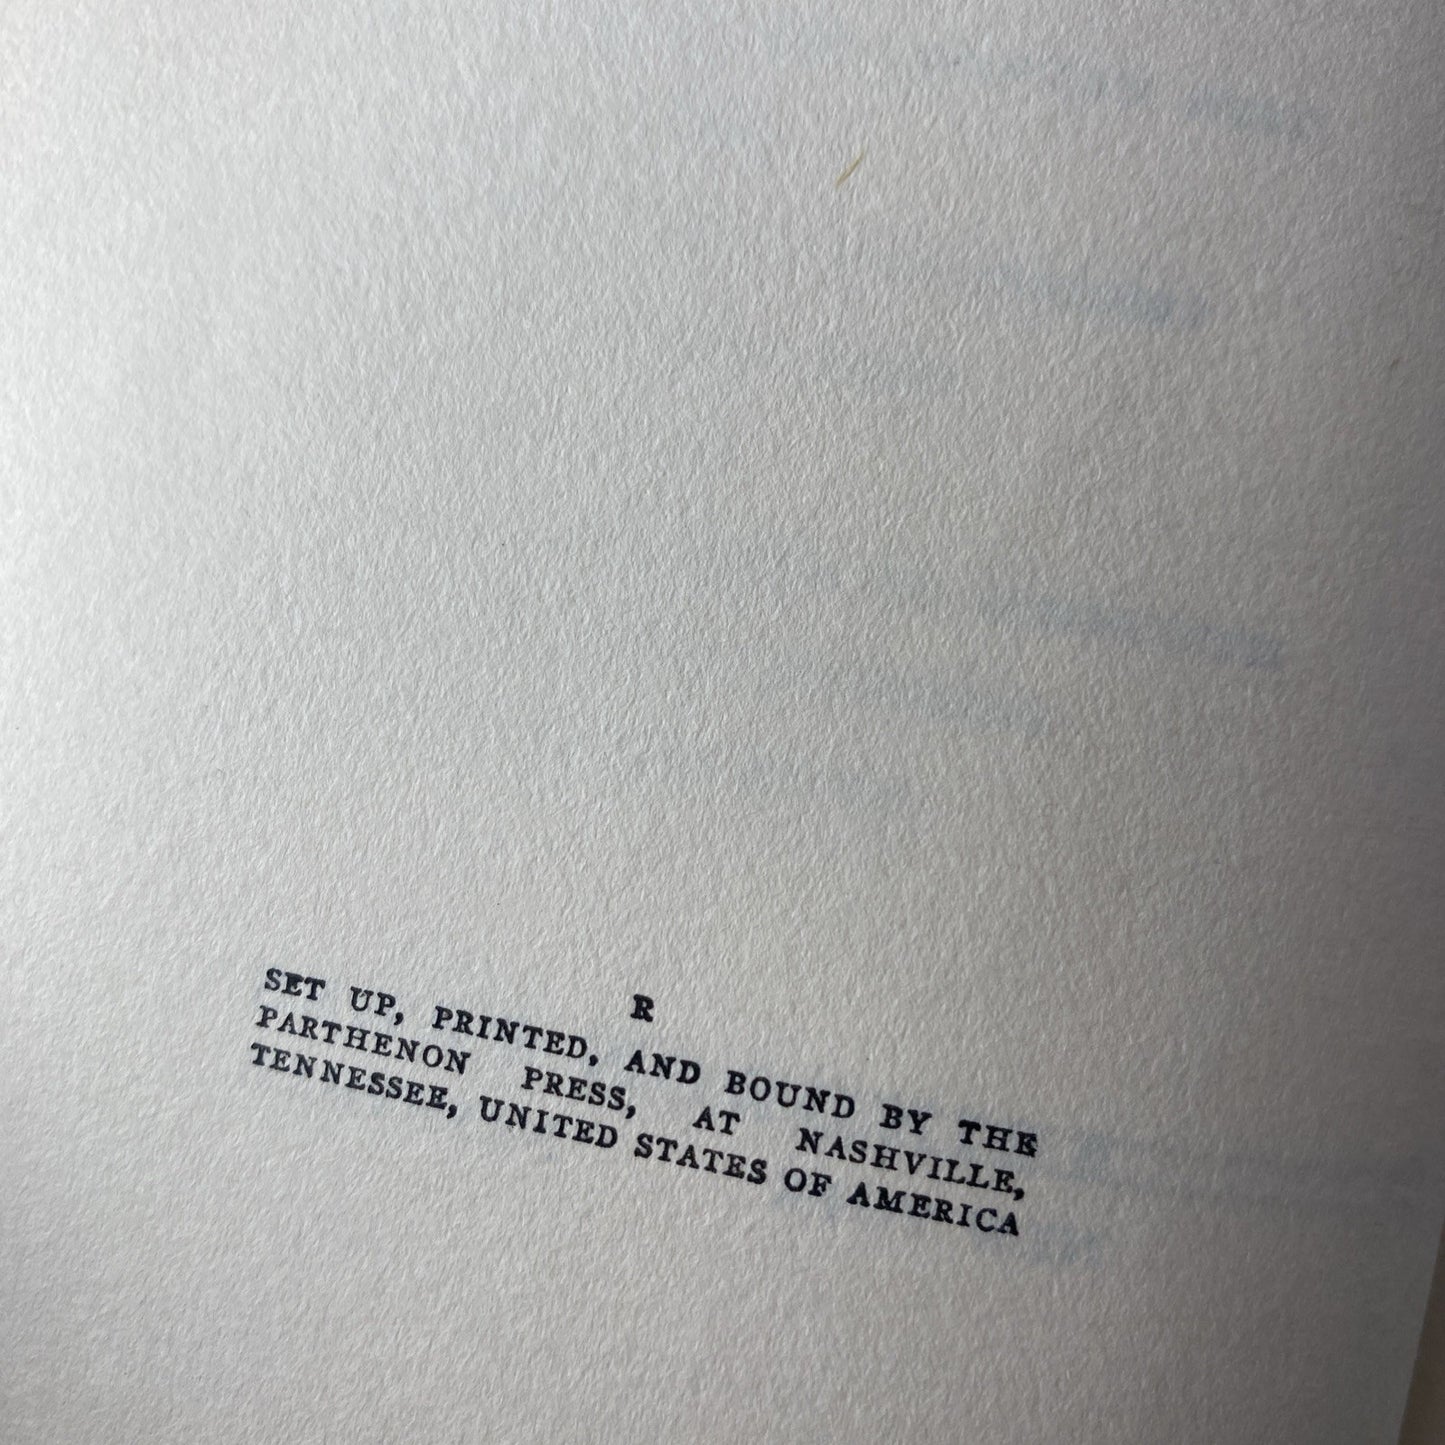 R
SET UP, PRINTED, AND BOUND BY THE
PARTHENON PRESS, AT NASHVILLE,
TENNESSEE, UNITED STATES OF AMERICA